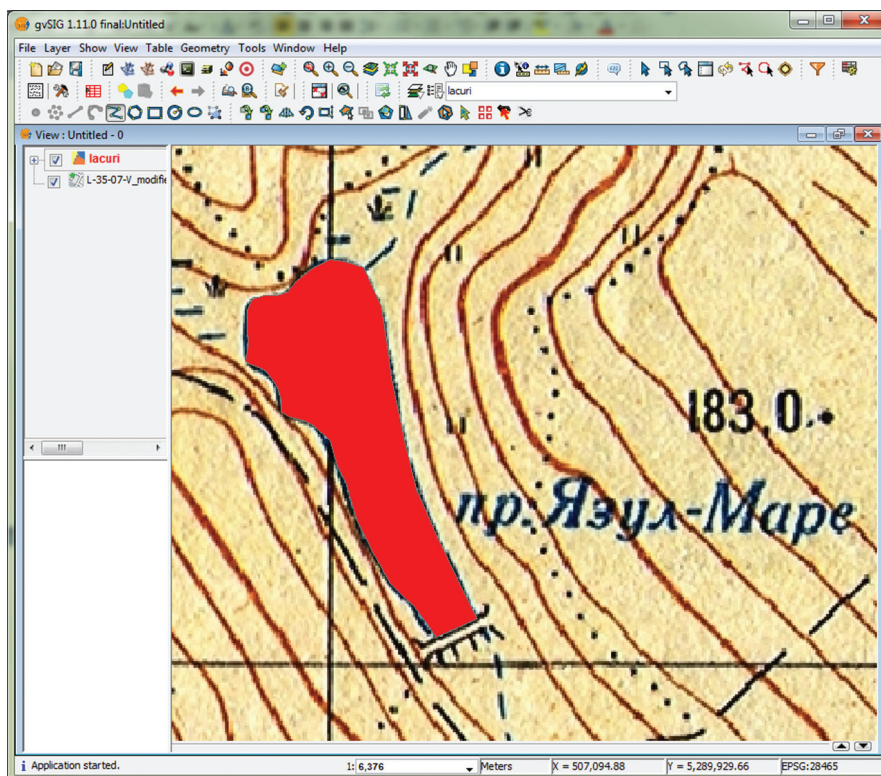 gvSIG 1.11.0 final:Untitled
File Layer Show View Table Geometry Tools Window Help
lacuri
View : Untitled - 0
lacuri
L-35-07-V_modifie
183,0
пр. Язул-Маре
Application started.
1: 6,376
Meters
X = 507,094.88
Y = 5,289,929.66
EPSG:28465